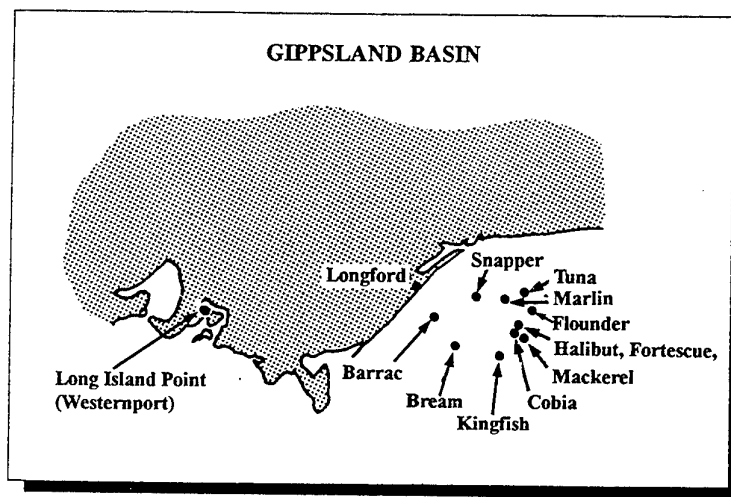 GIPPSLAND BASIN
Longford
Snapper
Tuna
Marlin
Flounder
Halibut, Fortescue,
Mackerel
Cobia
Kingfish
Bream
Barrac
Long Island Point
(Westernport)